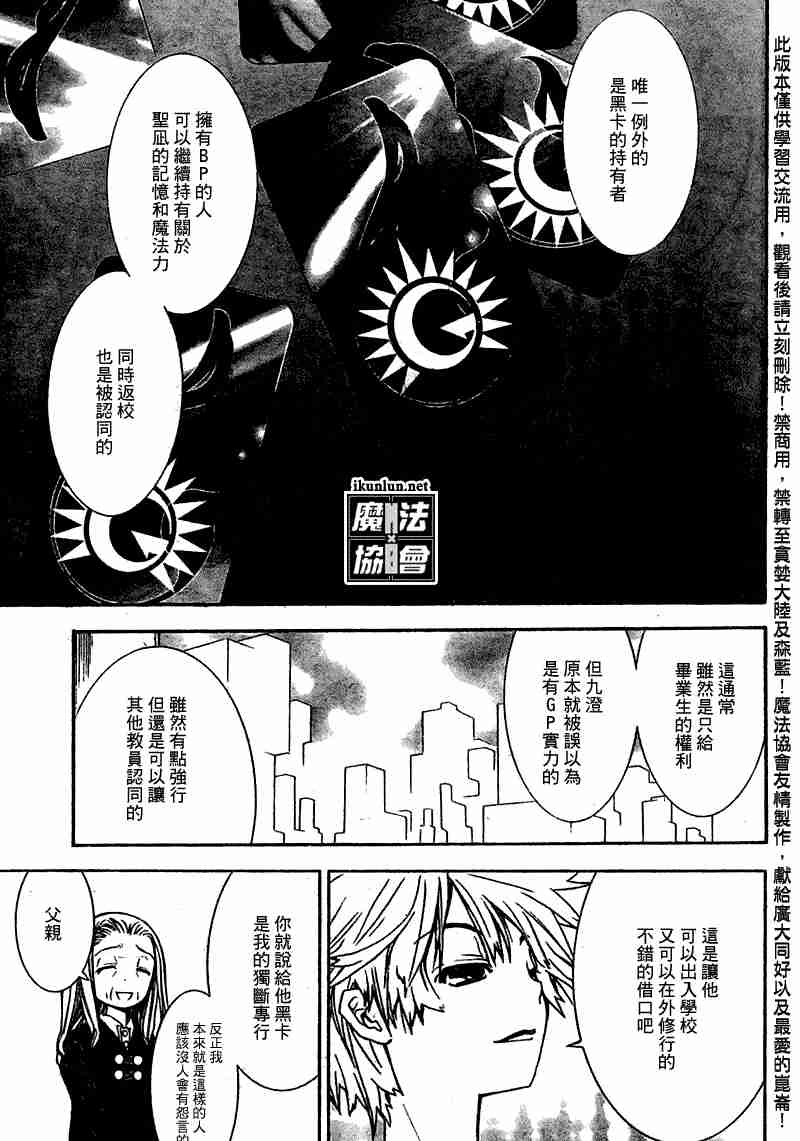 唯一例外的
是黑卡的持有者
擁有BP的人
可以繼續持有關於
聖凪的記憶和魔法力
同時返校
也是被認同的
ikunlun.net
魔法
協會
MxB
這通常
雖然是只給
畢業生的權利
但九澄
原本就被誤以為
是有GP實力的
雖然有點強行
但還是可以讓
其他教員認同的
這是讓他
可以出入學校
又可以在外修行的
不錯的借口吧
你就說給他黑卡
是我的獨斷專行
反正我
本來就是這樣的人
應該沒人會有怨言的
父親
此版本僅供學習交流用，觀看後請立刻刪除！禁商用，禁轉至貪婪大陸及森藍！魔法協會友情製作，獻給廣大同好以及最愛的崑崙！